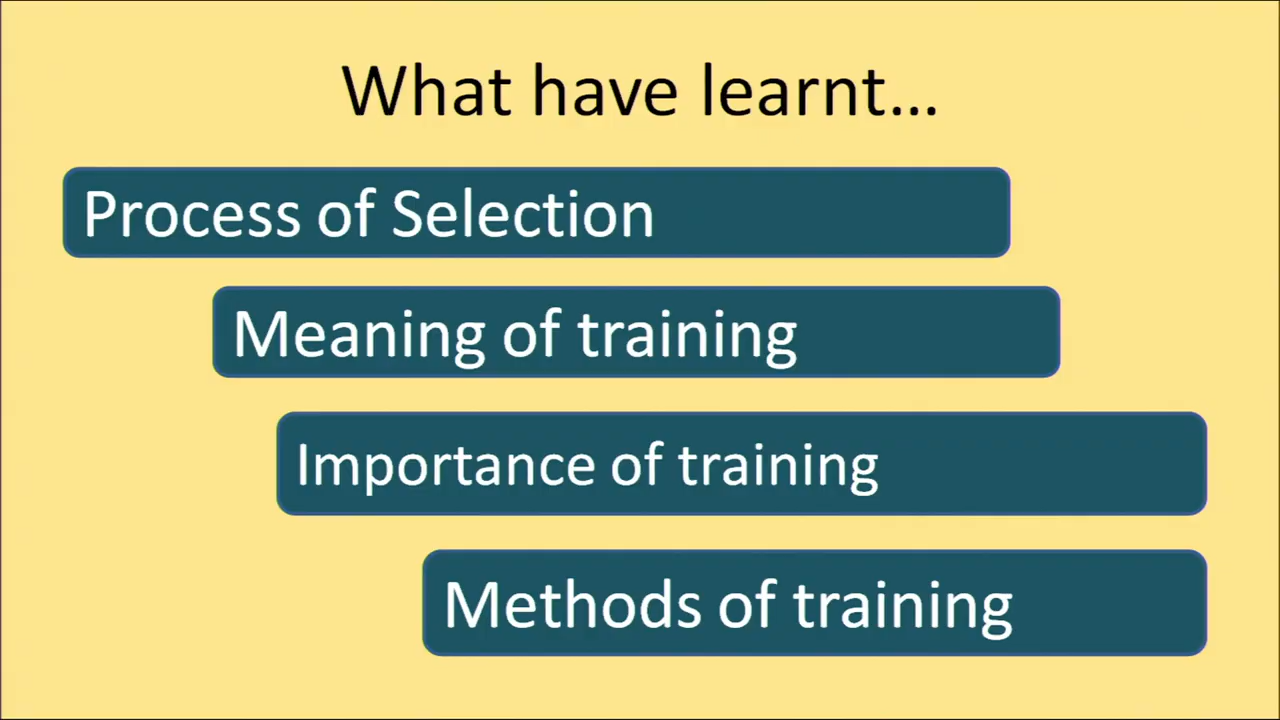 What have learnt...
Process of Selection
Meaning of training
Importance of training
Methods of training